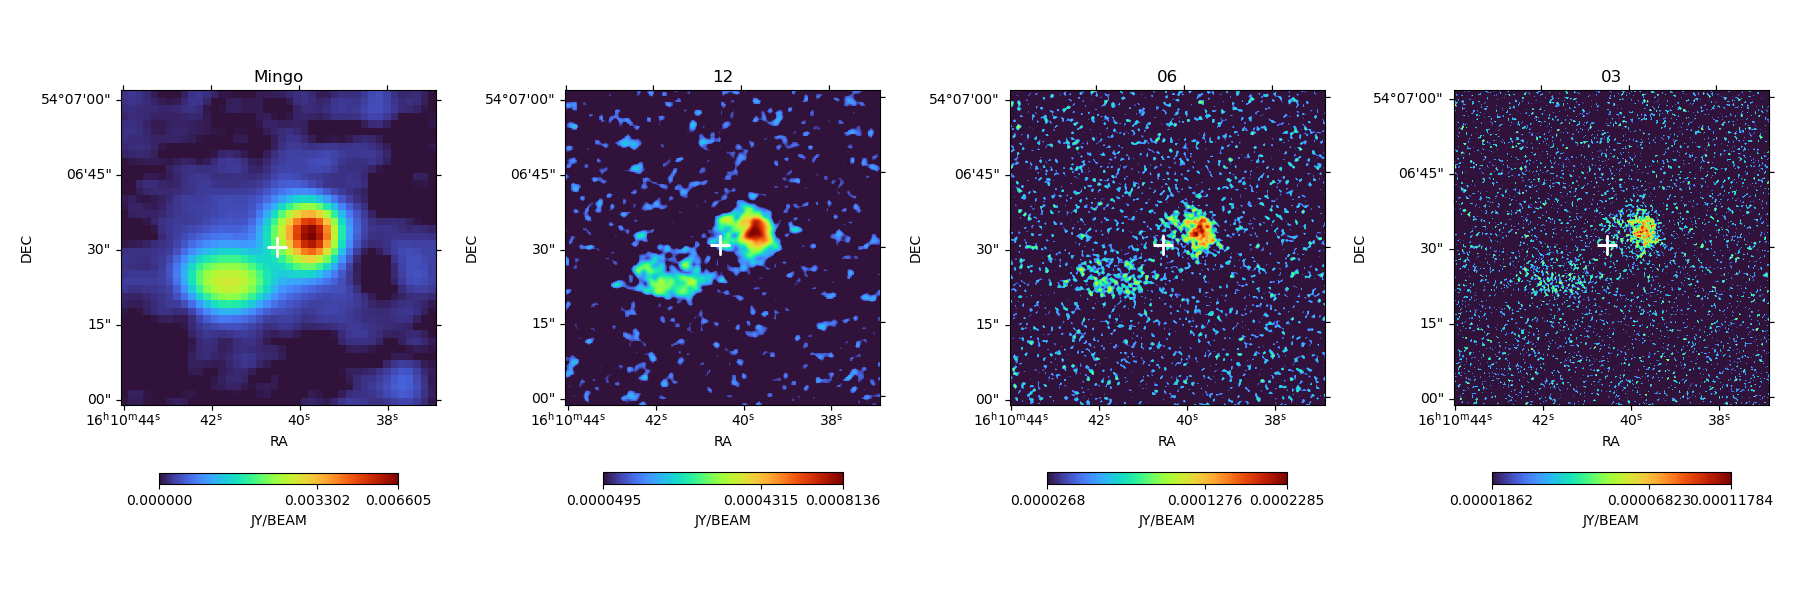 Mingo
12
06
03
54°07'00"
06'45"
30"
15"
00"
DEC
16ʰ10ᵐ44ˢ
42ˢ
40ˢ
38ˢ
RA
0.0000000
0.003302
0.006605
JY/BEAM
54°07'00"
06'45"
30"
15"
00"
DEC
16ʰ10ᵐ44ˢ
42ˢ
40ˢ
38ˢ
RA
0.0000495
0.0004315
0.0008136
JY/BEAM
54°07'00"
06'45"
30"
15"
00"
DEC
16ʰ10ᵐ44ˢ
42ˢ
40ˢ
38ˢ
RA
0.0000268
0.0001276
0.0002285
JY/BEAM
54°07'00"
06'45"
30"
15"
00"
DEC
16ʰ10ᵐ44ˢ
42ˢ
40ˢ
38ˢ
RA
0.00001862
0.00006823
0.00011784
JY/BEAM